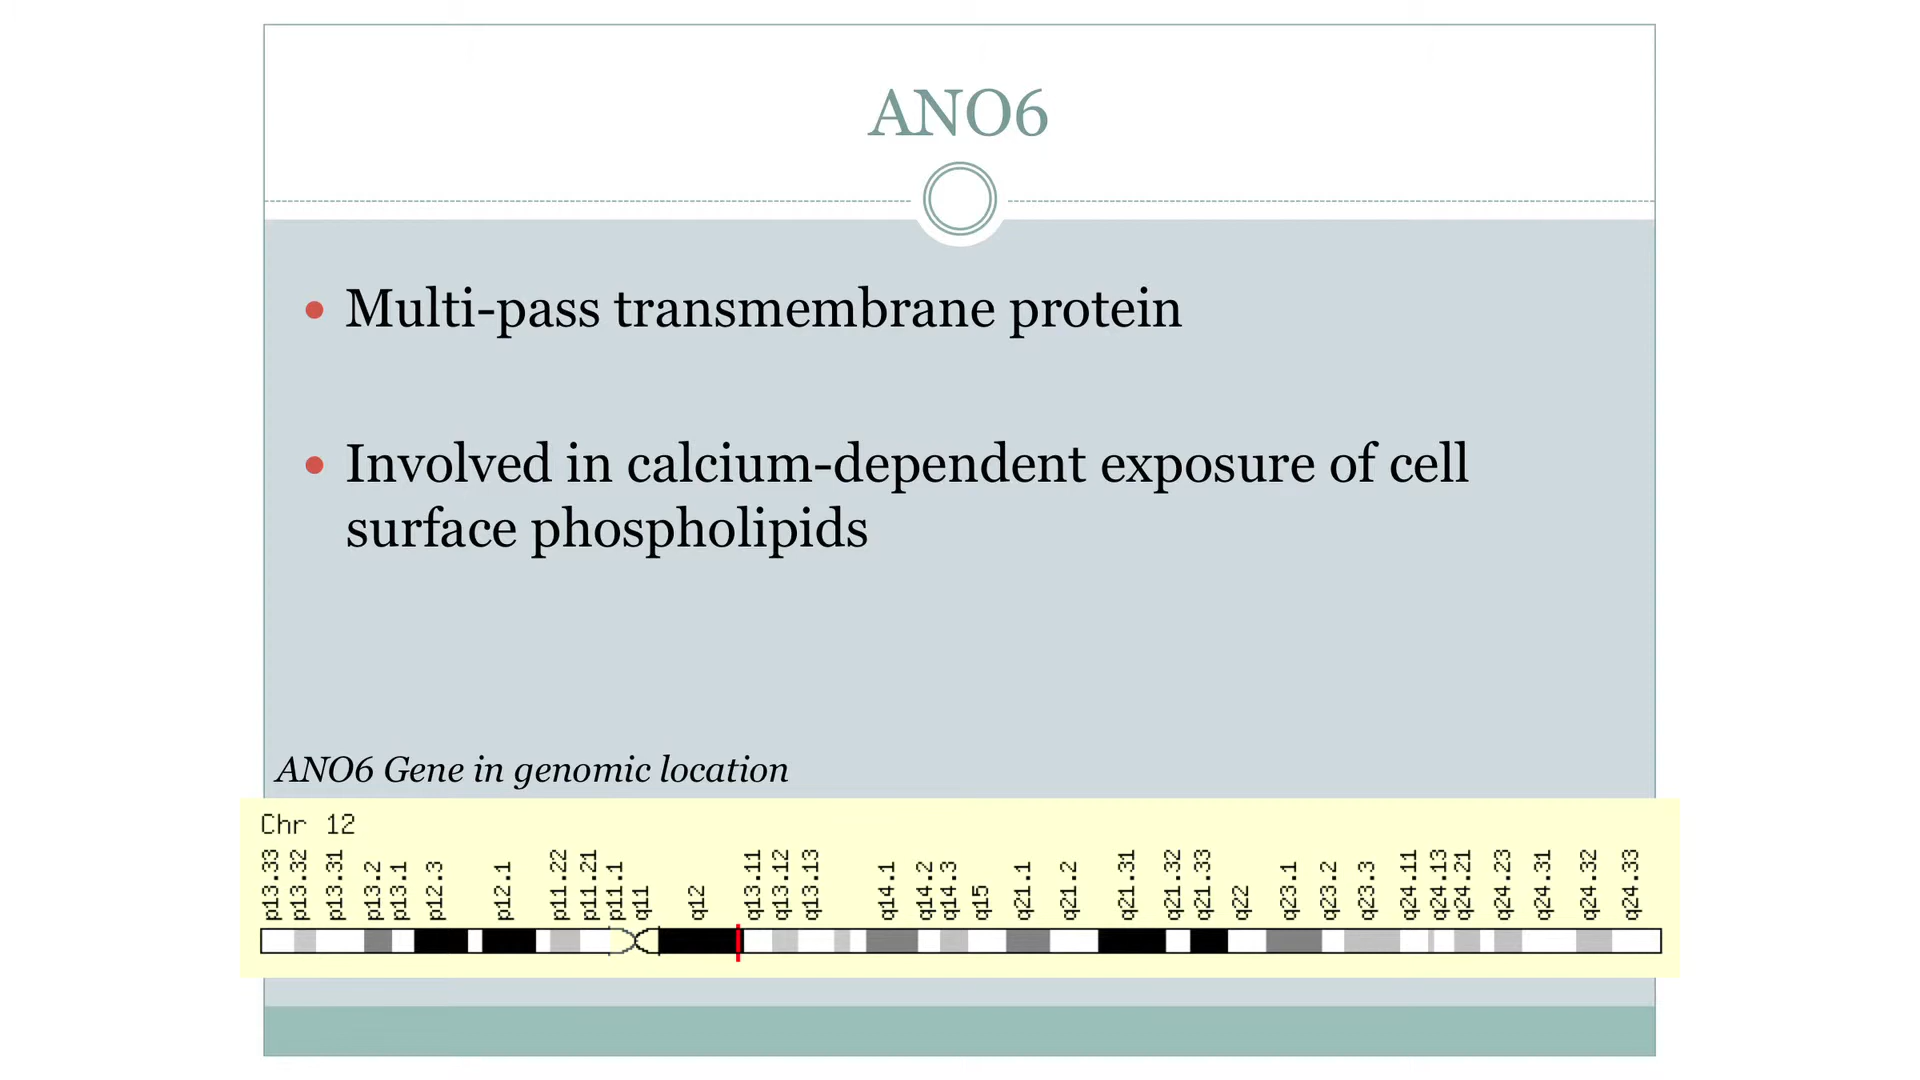 ANO6
• Multi-pass transmembrane protein
• Involved in calcium-dependent exposure of cell
surface phospholipids
ANO6 Gene in genomic location
Chr 12
p13.33 p13.32 p13.31 p13.2 p13.1 p12.3 p12.1 p11.22 p11.21 p11.1 q11 q12 q13.11 q13.12 q13.13 q14.1 q14.2 q14.3 q15 q21.1 q21.2 q21.31 q21.32 q21.33 q22 q23.1 q23.2 q23.3 q24.11 q24.13 q24.21 q24.23 q24.31 q24.32 q24.33